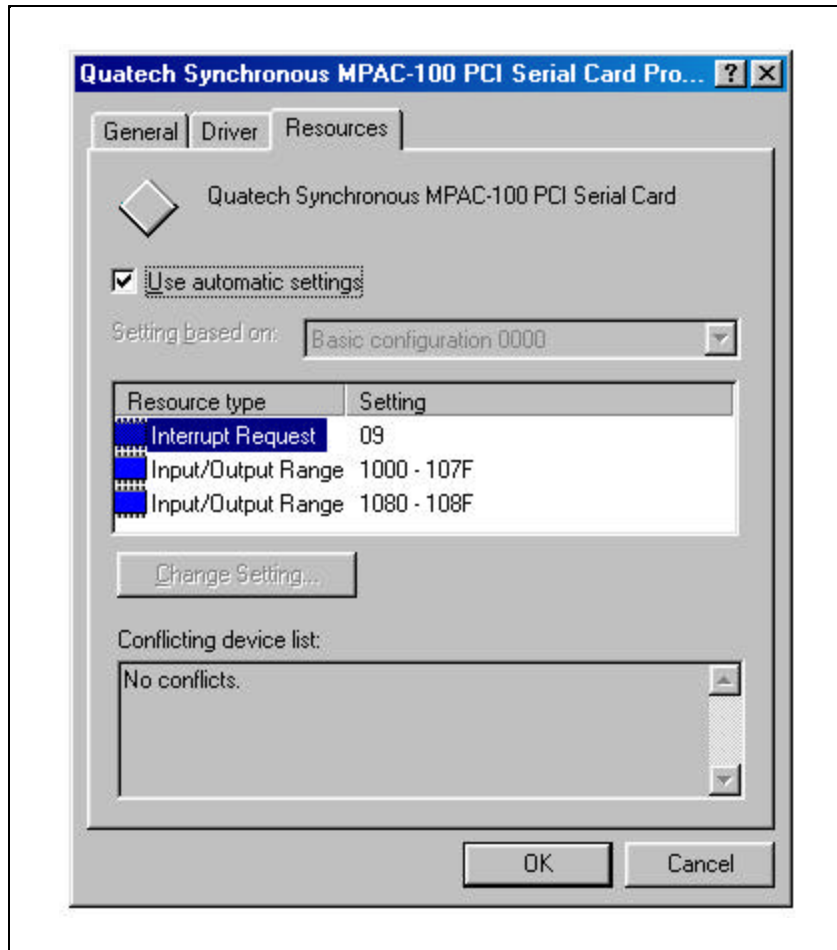 Quatech Synchronous MPAC-100 PCI Serial Card Pro... ? ×
General Driver Resources
Quatech Synchronous MPAC-100 PCI Serial Card
Use automatic settings
Setting based on: Basic configuration 0000
Resource type Setting
Interrupt Request 09
Input/Output Range 1000 - 107F
Input/Output Range 1080 - 108F
Change Setting...
Conflicting device list:
No conflicts.
OK Cancel